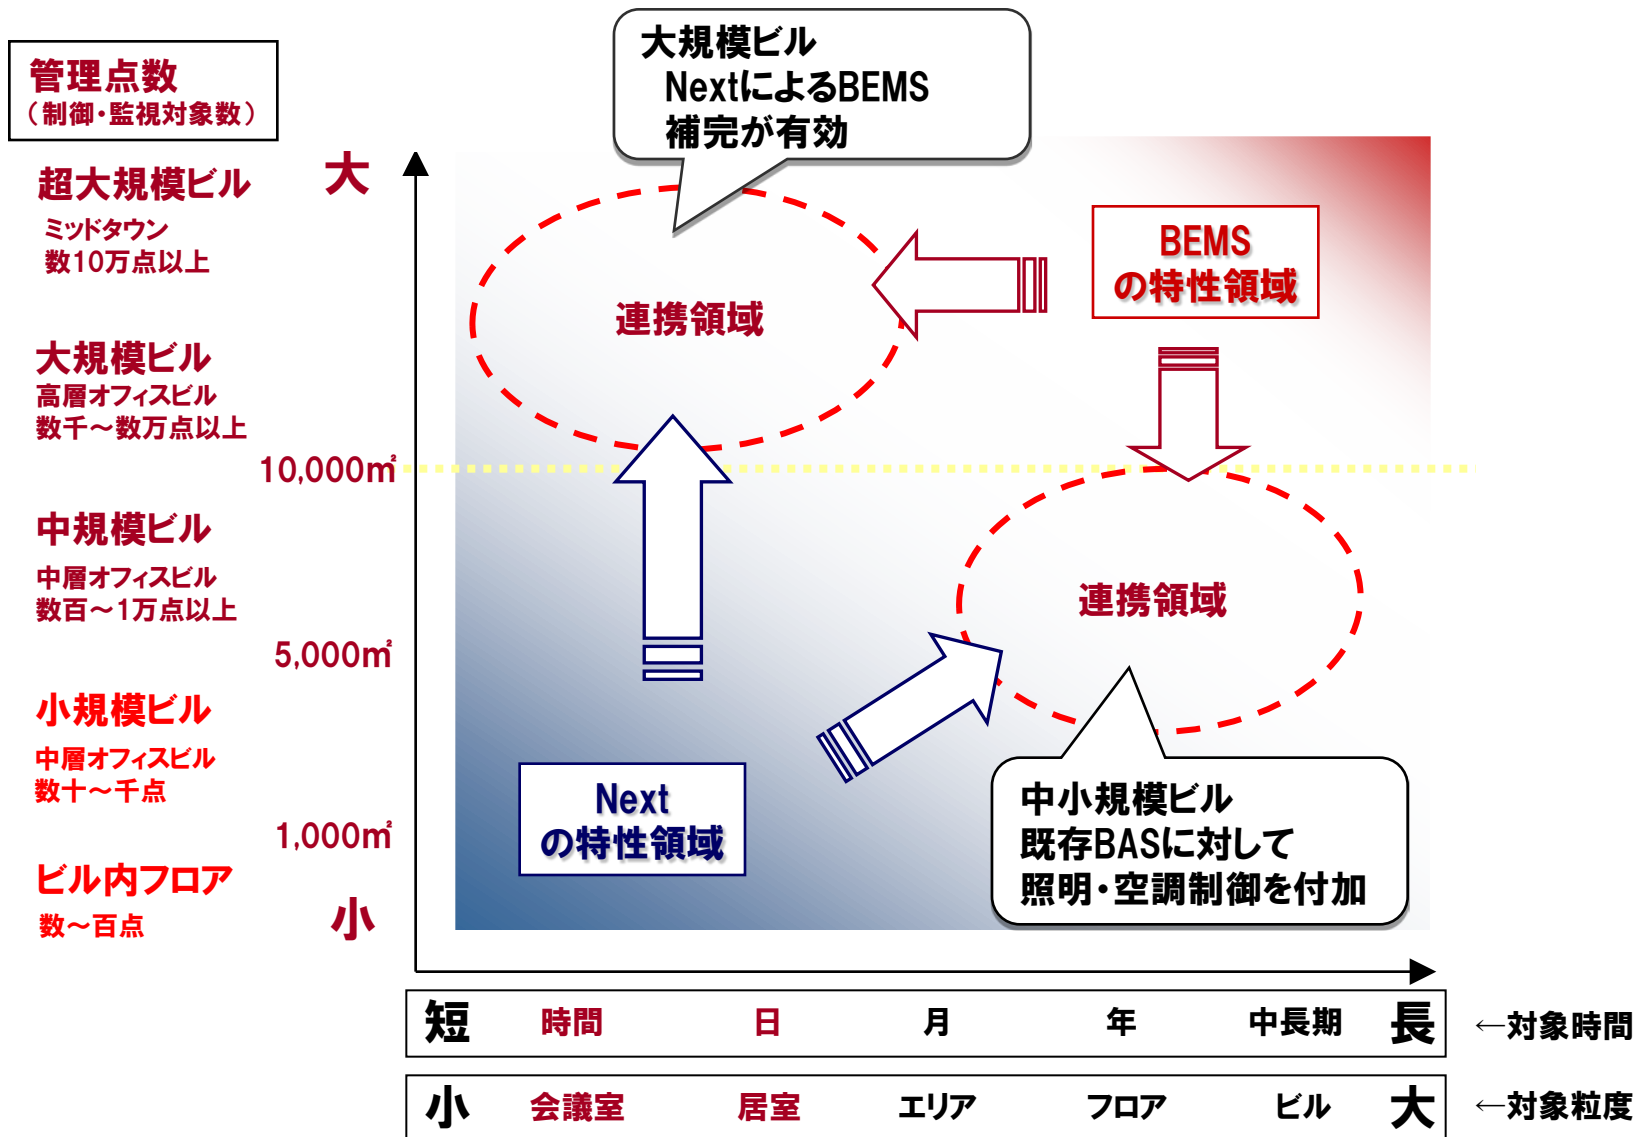 管理点数
（制御・監視対象数）
超大規模ビル
ミッドタウン
数10万点以上
大規模ビル
高層オフィスビル
数千～数万点以上
10,000㎡
中規模ビル
中層オフィスビル
数百～1万点以上
5,000㎡
小規模ビル
中層オフィスビル
数十～千点
1,000㎡
ビル内フロア
数～百点
大
小
大規模ビル
NextによるBEMS
補完が有効
連携領域
BEMS
の特性領域
連携領域
Next
の特性領域
中小規模ビル
既存BASに対して
照明・空調制御を付加
短 時間 日 月 年 中長期 長 ←対象時間
小 会議室 居室 エリア フロア ビル 大 ←対象粒度